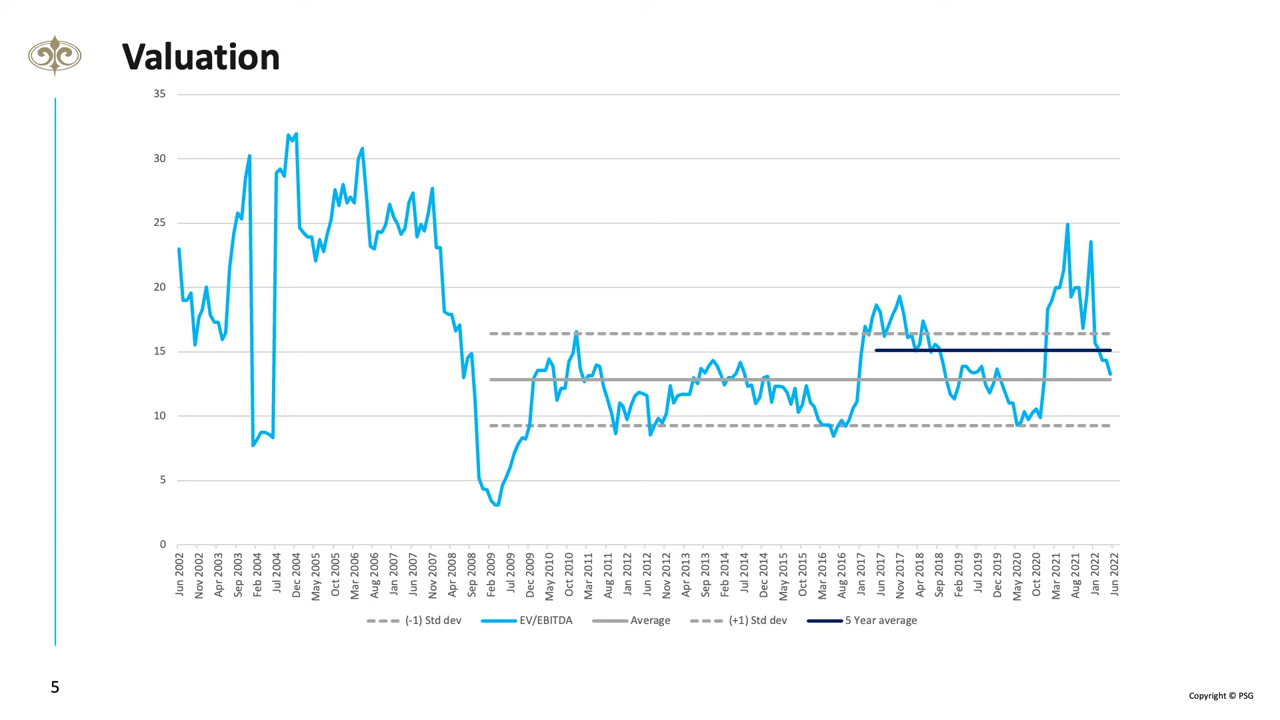 Valuation
35
30
25
20
15
10
5
0
Jun 2002
Nov 2002
Apr 2003
Sep 2003
Feb 2004
Jul 2004
Dec 2004
May 2005
Oct 2005
Mar 2006
Aug 2006
Jan 2007
Jun 2007
Nov 2007
Apr 2008
Sep 2008
Feb 2009
Jul 2009
Dec 2009
May 2010
Oct 2010
Mar 2011
Aug 2011
Jan 2012
Jun 2012
Nov 2012
Apr 2013
Sep 2013
Feb 2014
Jul 2014
Dec 2014
May 2015
Oct 2015
Mar 2016
Aug 2016
Jan 2017
Jun 2017
Nov 2017
Apr 2018
Sep 2018
Feb 2019
Jul 2019
Dec 2019
May 2020
Oct 2020
Mar 2021
Aug 2021
Jan 2022
Jun 2022
(-1) Std dev EV/EBITDA Average (+1) Std dev 5 Year average
5
Copyright © PSG